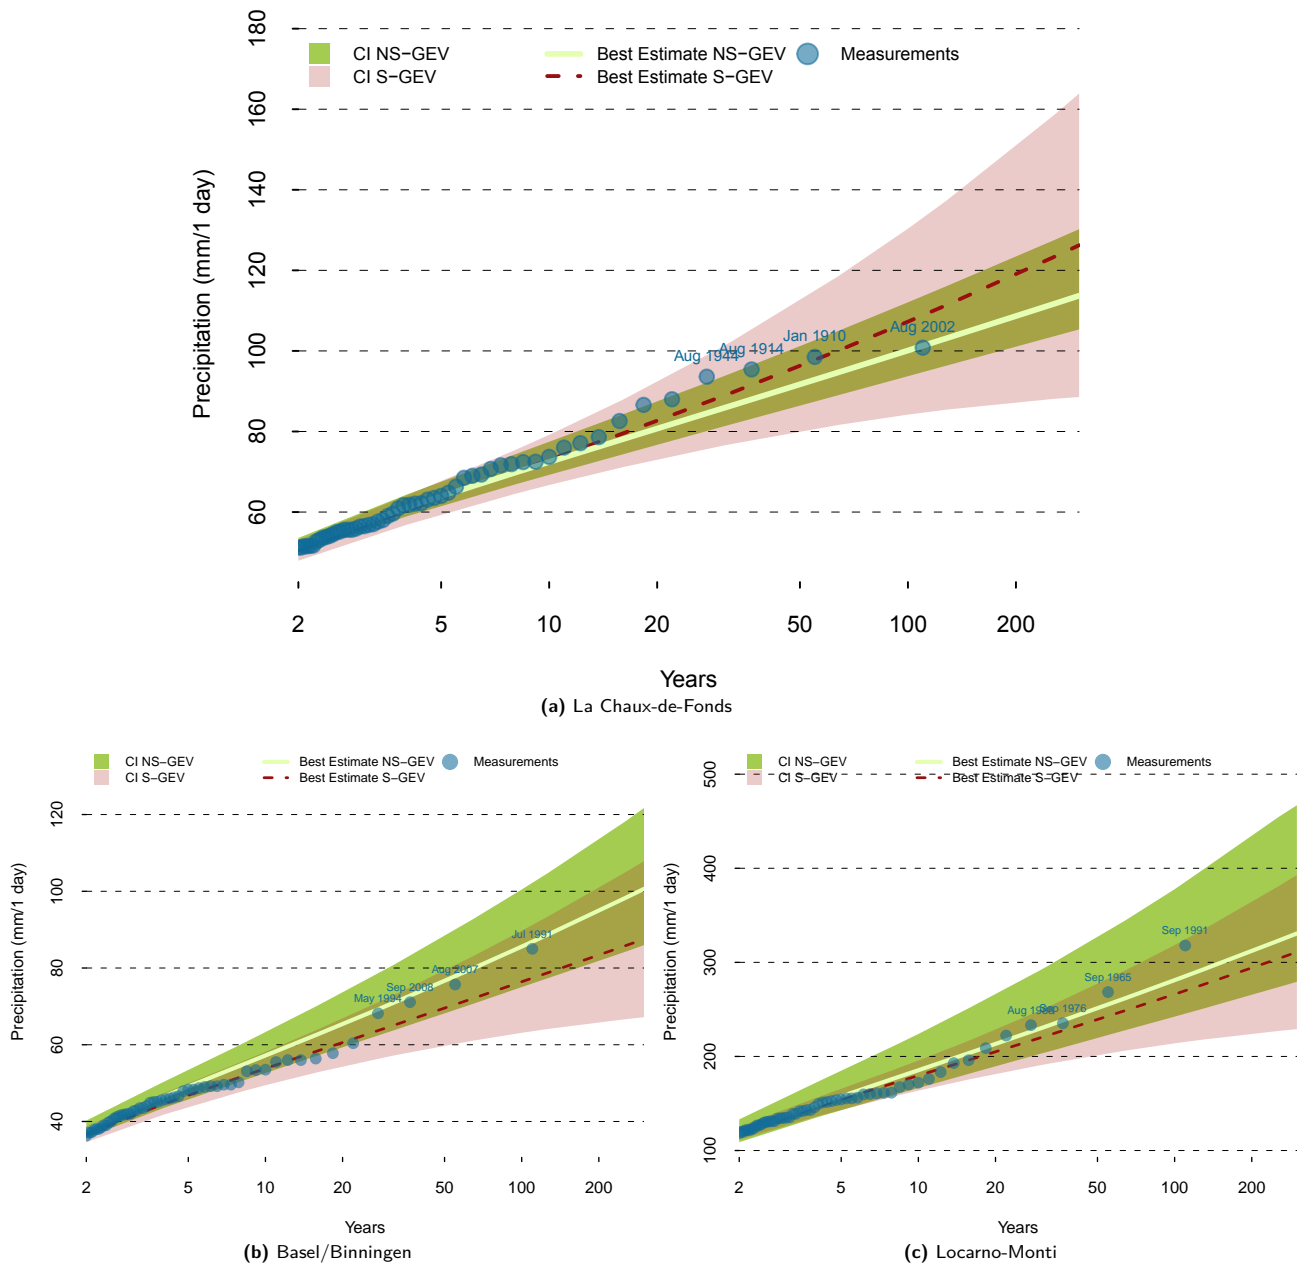 CI NS−GEV
CI S−GEV
Best Estimate NS−GEV
Best Estimate S−GEV
Measurements
Precipitation (mm/1 day)
180
160
140
120
100
80
60
Aug 1944
Aug 1914
Jan 1910
Aug 2002
2 5 10 20 50 100 200
Years
(a) La Chaux-de-Fonds
CI NS−GEV
CI S−GEV
Best Estimate NS−GEV
Best Estimate S−GEV
Measurements
Precipitation (mm/1 day)
120
100
80
60
40
May 1994
Sep 2008
Aug 2007
Jul 1991
2 5 10 20 50 100 200
Years
(b) Basel/Binningen
CI NS−GEV
CI S−GEV
Best Estimate NS−GEV
Best Estimate S−GEV
Measurements
Precipitation (mm/1 day)
500
400
300
200
100
Aug
Sep 1976
Sep 1965
Sep 1991
2 5 10 20 50 100 200
Years
(c) Locarno-Monti